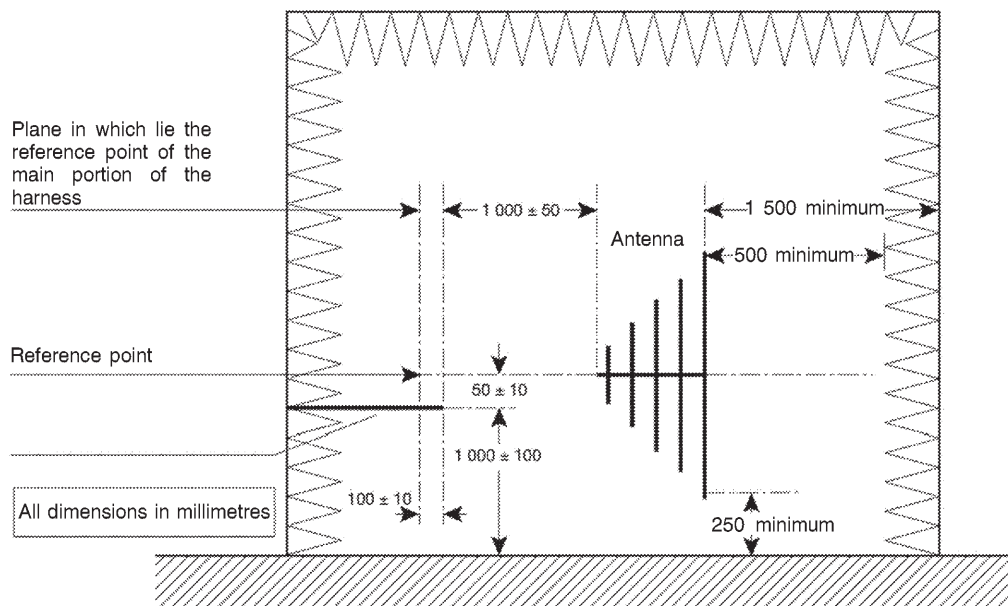 Plane in which lie the
reference point of the
main portion of the
harness
1 000 ± 50
1 500 minimum
Antenna
500 minimum
Reference point
50 ± 10
1 000 ± 100
100 ± 10
All dimensions in millimetres
250 minimum